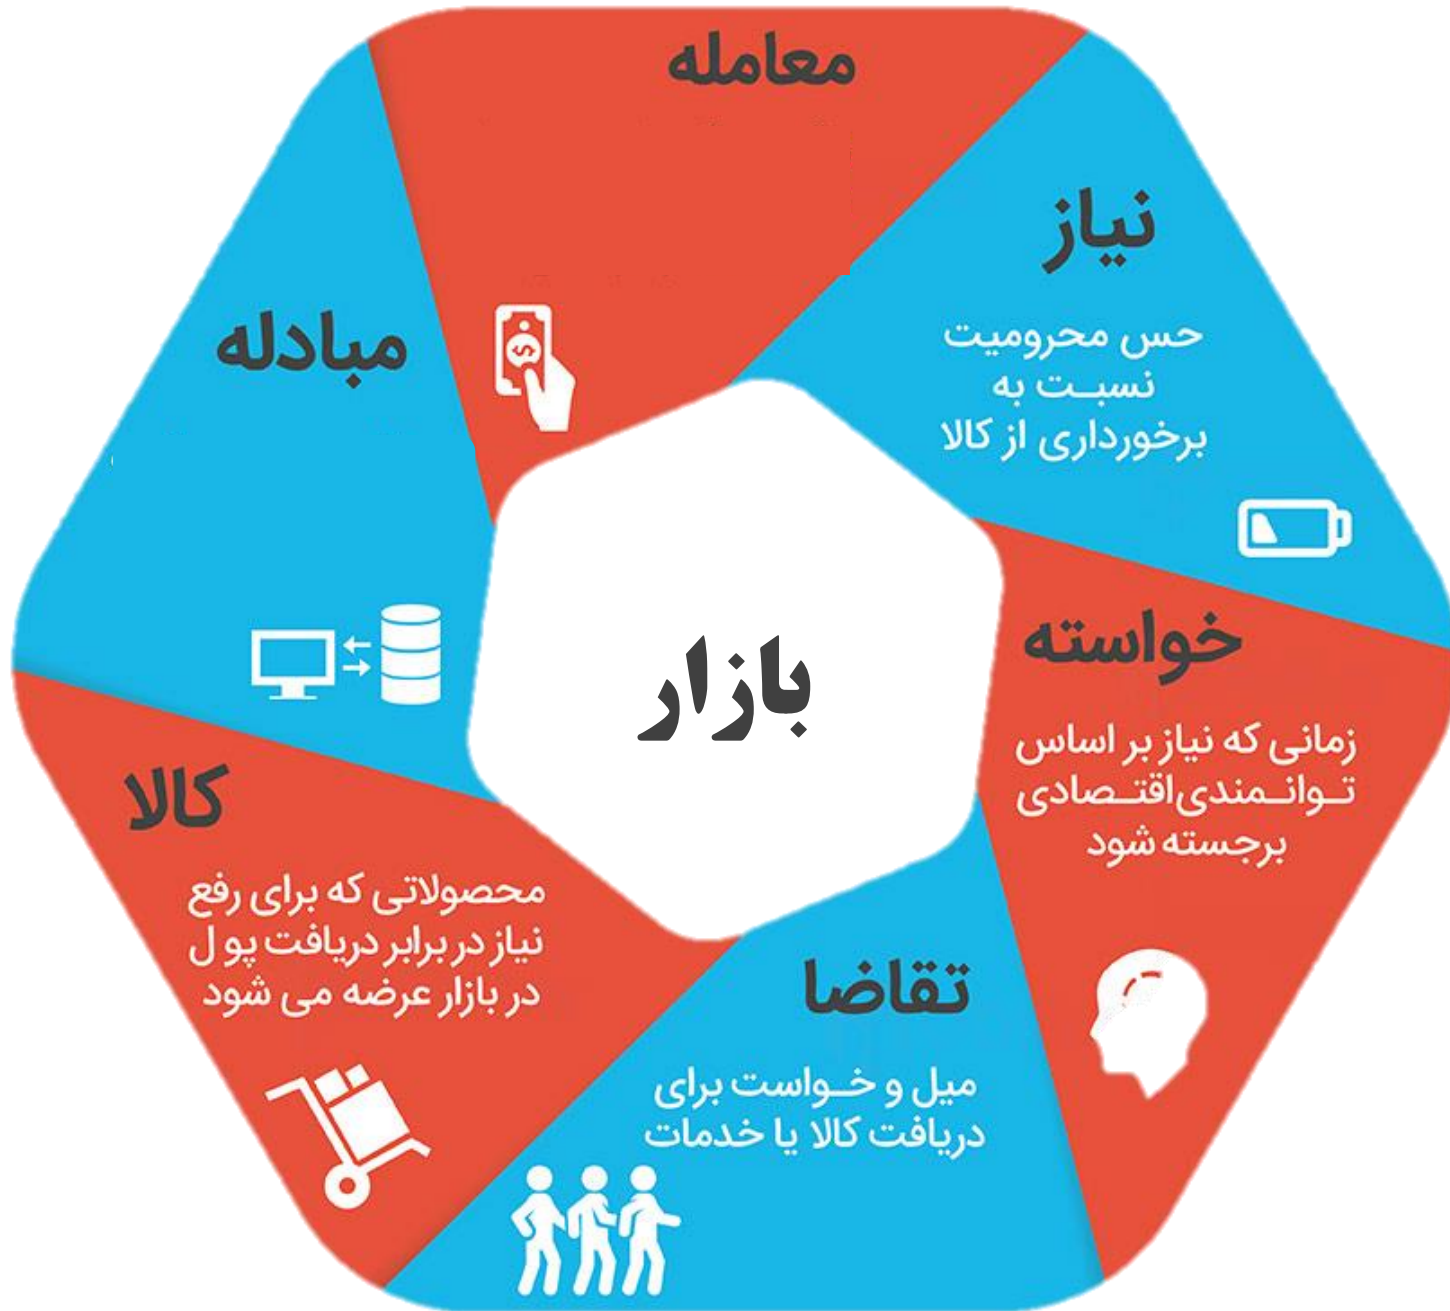 معامله
نیاز
حس محرومیت
نسبت به
برخورداری از کالا
خواسته
زمانی که نیاز بر اساس
توانمندی اقتصادی
برجسته شود
تقاضا
میل و خواست برای
دریافت کالا یا خدمات
کالا
محصولاتی که برای رفع
نیاز در برابر دریافت پول
در بازار عرضه می شود
مبادله
بازار